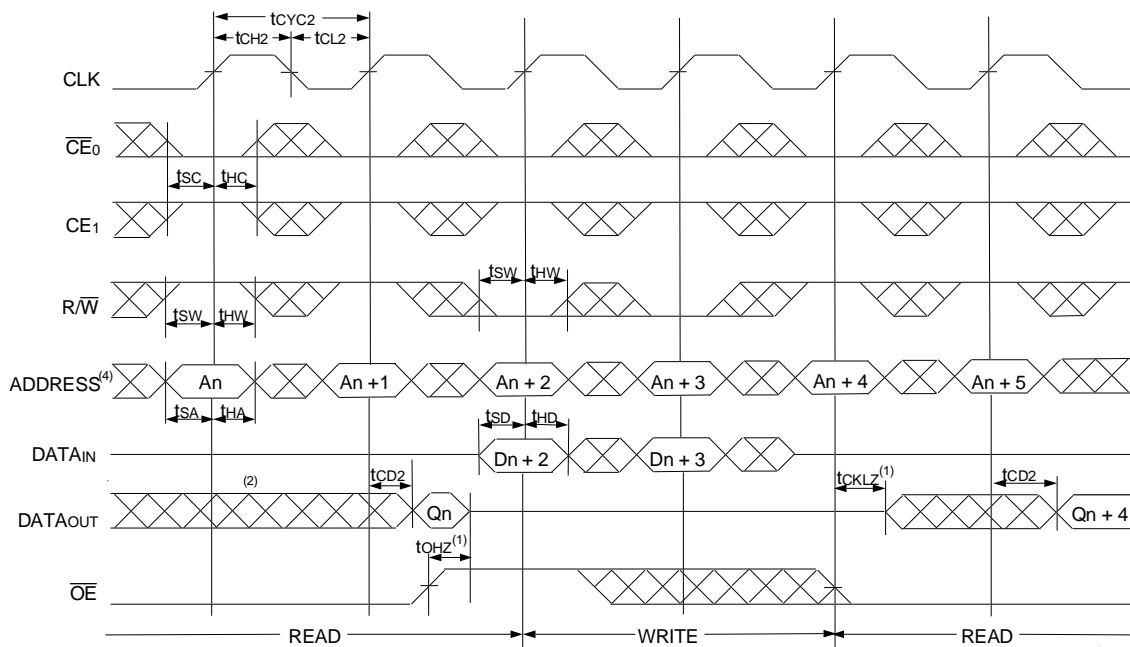 tCYC2
tCH2 tCL2
CLK
CE0
tSC tHC
CE1
tSW tHW
R/W
tSW tHW
ADDRESS(4) An An + 1 An + 2 An + 3 An + 4 An + 5
tSA tHA
tSD tHD
DATAIN Dn + 2 Dn + 3
tCD2 tCKLZ(1) tCD2
(2)
DATAOUT Qn Qn + 4
tOHZ(1)
OE
READ WRITE READ